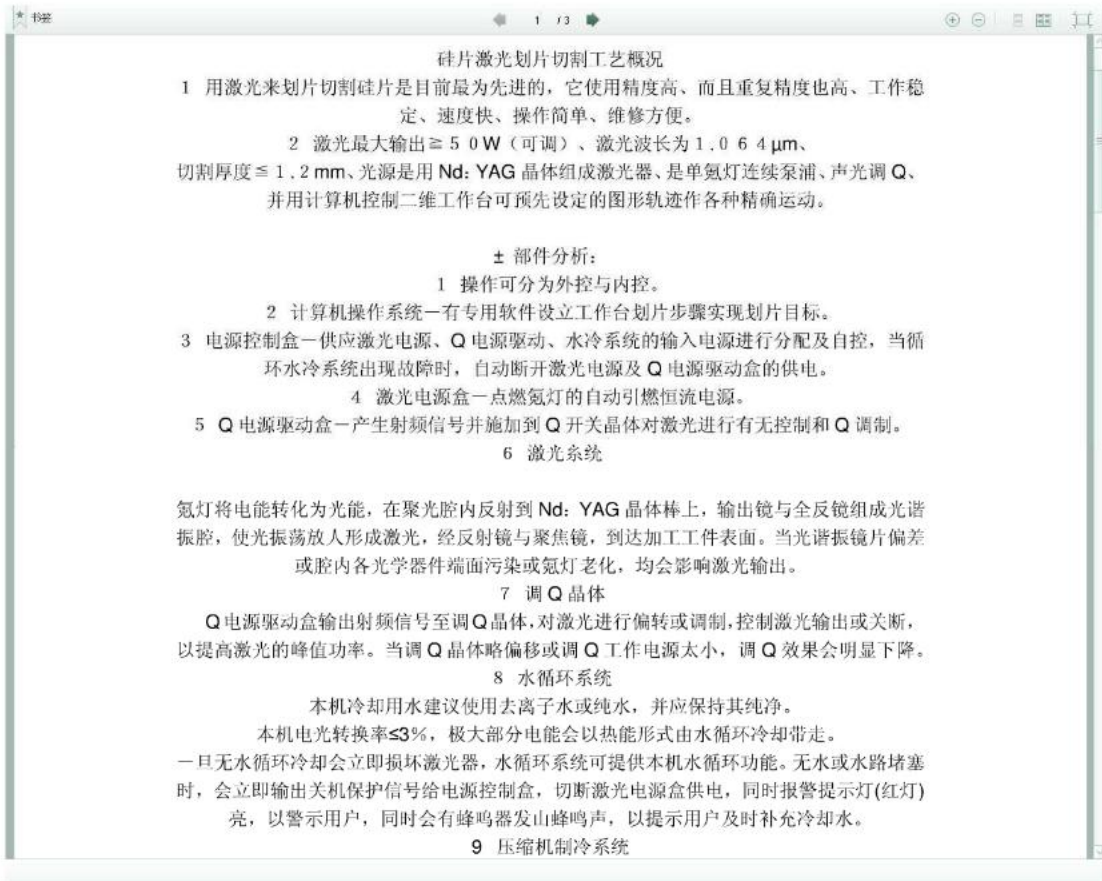 书签
1 /3
硅片激光划片切割工艺概况
1 用激光来划片切割硅片是目前最为先进的，它使用精度高、而且重复精度也高、工作稳
定、速度快、操作简单、维修方便。
2 激光最大输出≧５０W（可调）、激光波长为１.０６４μm、
切割厚度≦１.２mm、光源是用 Nd: YAG 晶体组成激光器、是单氪灯连续泵浦、声光调 Q、
并用计算机控制二维工作台可预先设定的图形轨迹作各种精确运动。
± 部件分析：
1 操作可分为外控与内控。
2 计算机操作系统－有专用软件设立工作台划片步骤实现划片目标。
3 电源控制盒－供应激光电源、Q 电源驱动、水冷系统的输入电源进行分配及自控，当循
环水冷系统出现故障时，自动断开激光电源及 Q 电源驱动盒的供电。
4 激光电源盒－点燃氪灯的自动引燃恒流电源。
5 Q 电源驱动盒－产生射频信号并施加到 Q 开关晶体对激光进行有无控制和 Q 调制。
6 激光系统
氪灯将电能转化为光能，在聚光腔内反射到 Nd: YAG 晶体棒上，输出镜与全反镜组成光谐
振腔，使光振荡放人形成激光，经反射镜与聚焦镜，到达加工工件表面。当光谐振镜片偏差
或腔内各光学器件端面污染或氪灯老化，均会影响激光输出。
7 调 Q 晶体
Q 电源驱动盒输出射频信号至调 Q 晶体，对激光进行偏转或调制，控制激光输出或关断，
以提高激光的峰值功率。当调 Q 晶体略偏移或调 Q 工作电源太小，调 Q 效果会明显下降。
8 水循环系统
本机冷却用水建议使用去离子水或纯水，并应保持其纯净。
本机电光转换率≤3％，极大部分电能会以热能形式由水循环冷却带走。
一旦无水循环冷却会立即损坏激光器，水循环系统可提供本机水循环功能。无水或水路堵塞
时，会立即输出关机保护信号给电源控制盒，切断激光电源盒供电，同时报警提示灯(红灯)
亮，以警示用户，同时会有蜂鸣器发山蜂鸣声，以提示用户及时补充冷却水。
9 压缩机制冷系统